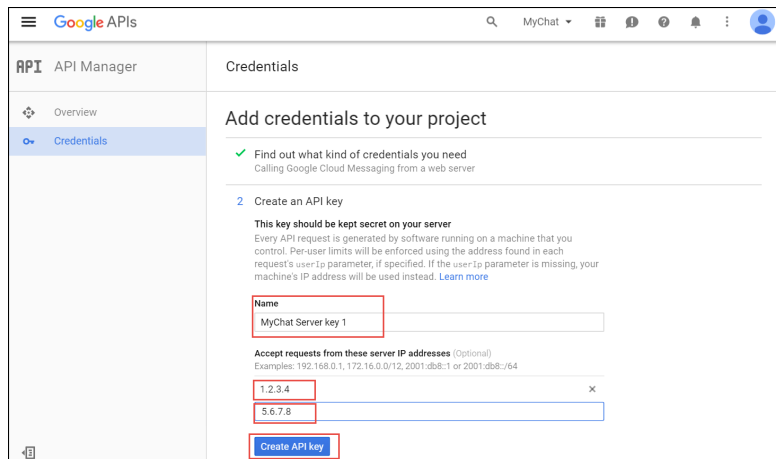 Google APIs
MyChat
API API Manager
Credentials
Overview
Credentials
Add credentials to your project
Find out what kind of credentials you need
Calling Google Cloud Messaging from a web server
2 Create an API key
This key should be kept secret on your server
Every API request is generated by software running on a machine that you
control. Per-user limits will be enforced using the address found in each
request's userIp parameter, if specified. If the userIp parameter is missing, your
machine's IP address will be used instead. Learn more
Name
MyChat Server key 1
Accept requests from these server IP addresses (Optional)
Examples: 192.168.0.1, 172.16.0.0/12, 2001:db8::1 or 2001:db8::/64
1.2.3.4
5.6.7.8
Create API key